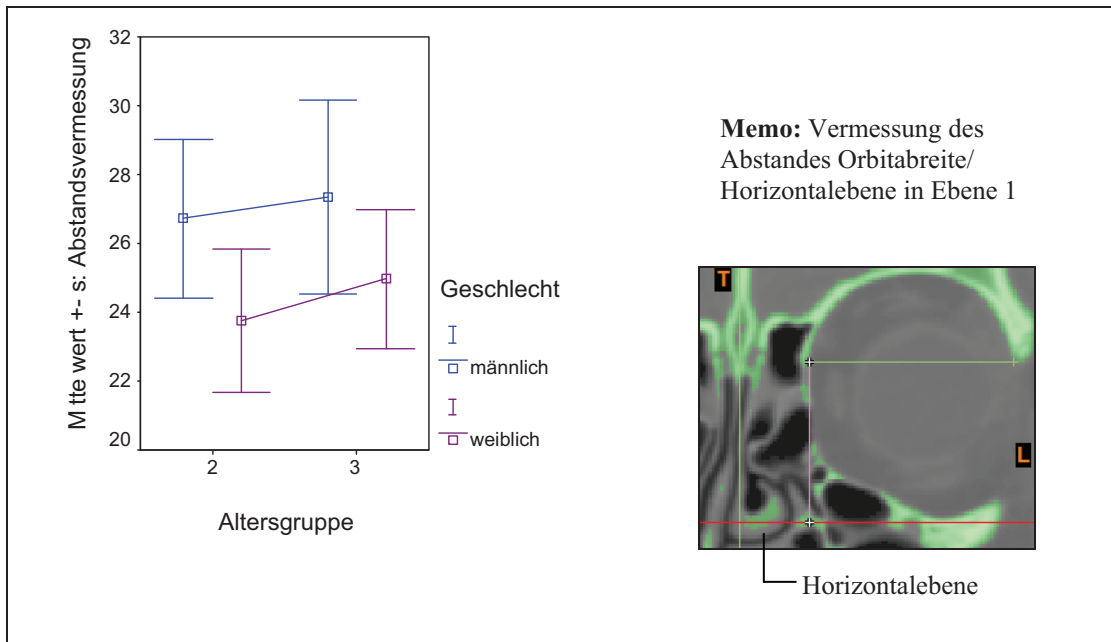 M tte wert +- s: Abstandsvermessung
32
30
28
26
24
22
20
2
3
Altersgruppe
Geschlecht
männlich
weiblich
Memo: Vermessung des
Abstandes Orbitabreite/
Horizontalebene in Ebene 1
T
L
Horizontalebene